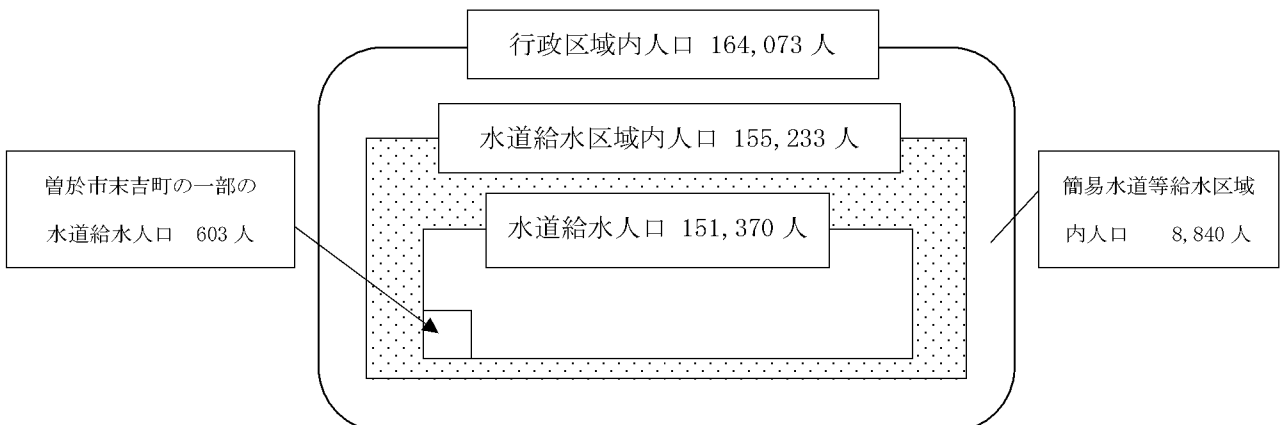 行政区域内人口 164,073 人
水道給水区域内人口 155,233 人
曽於市末吉町の一部の
水道給水人口 603 人
簡易水道等給水区域
内人口 8,840 人
水道給水人口 151,370 人